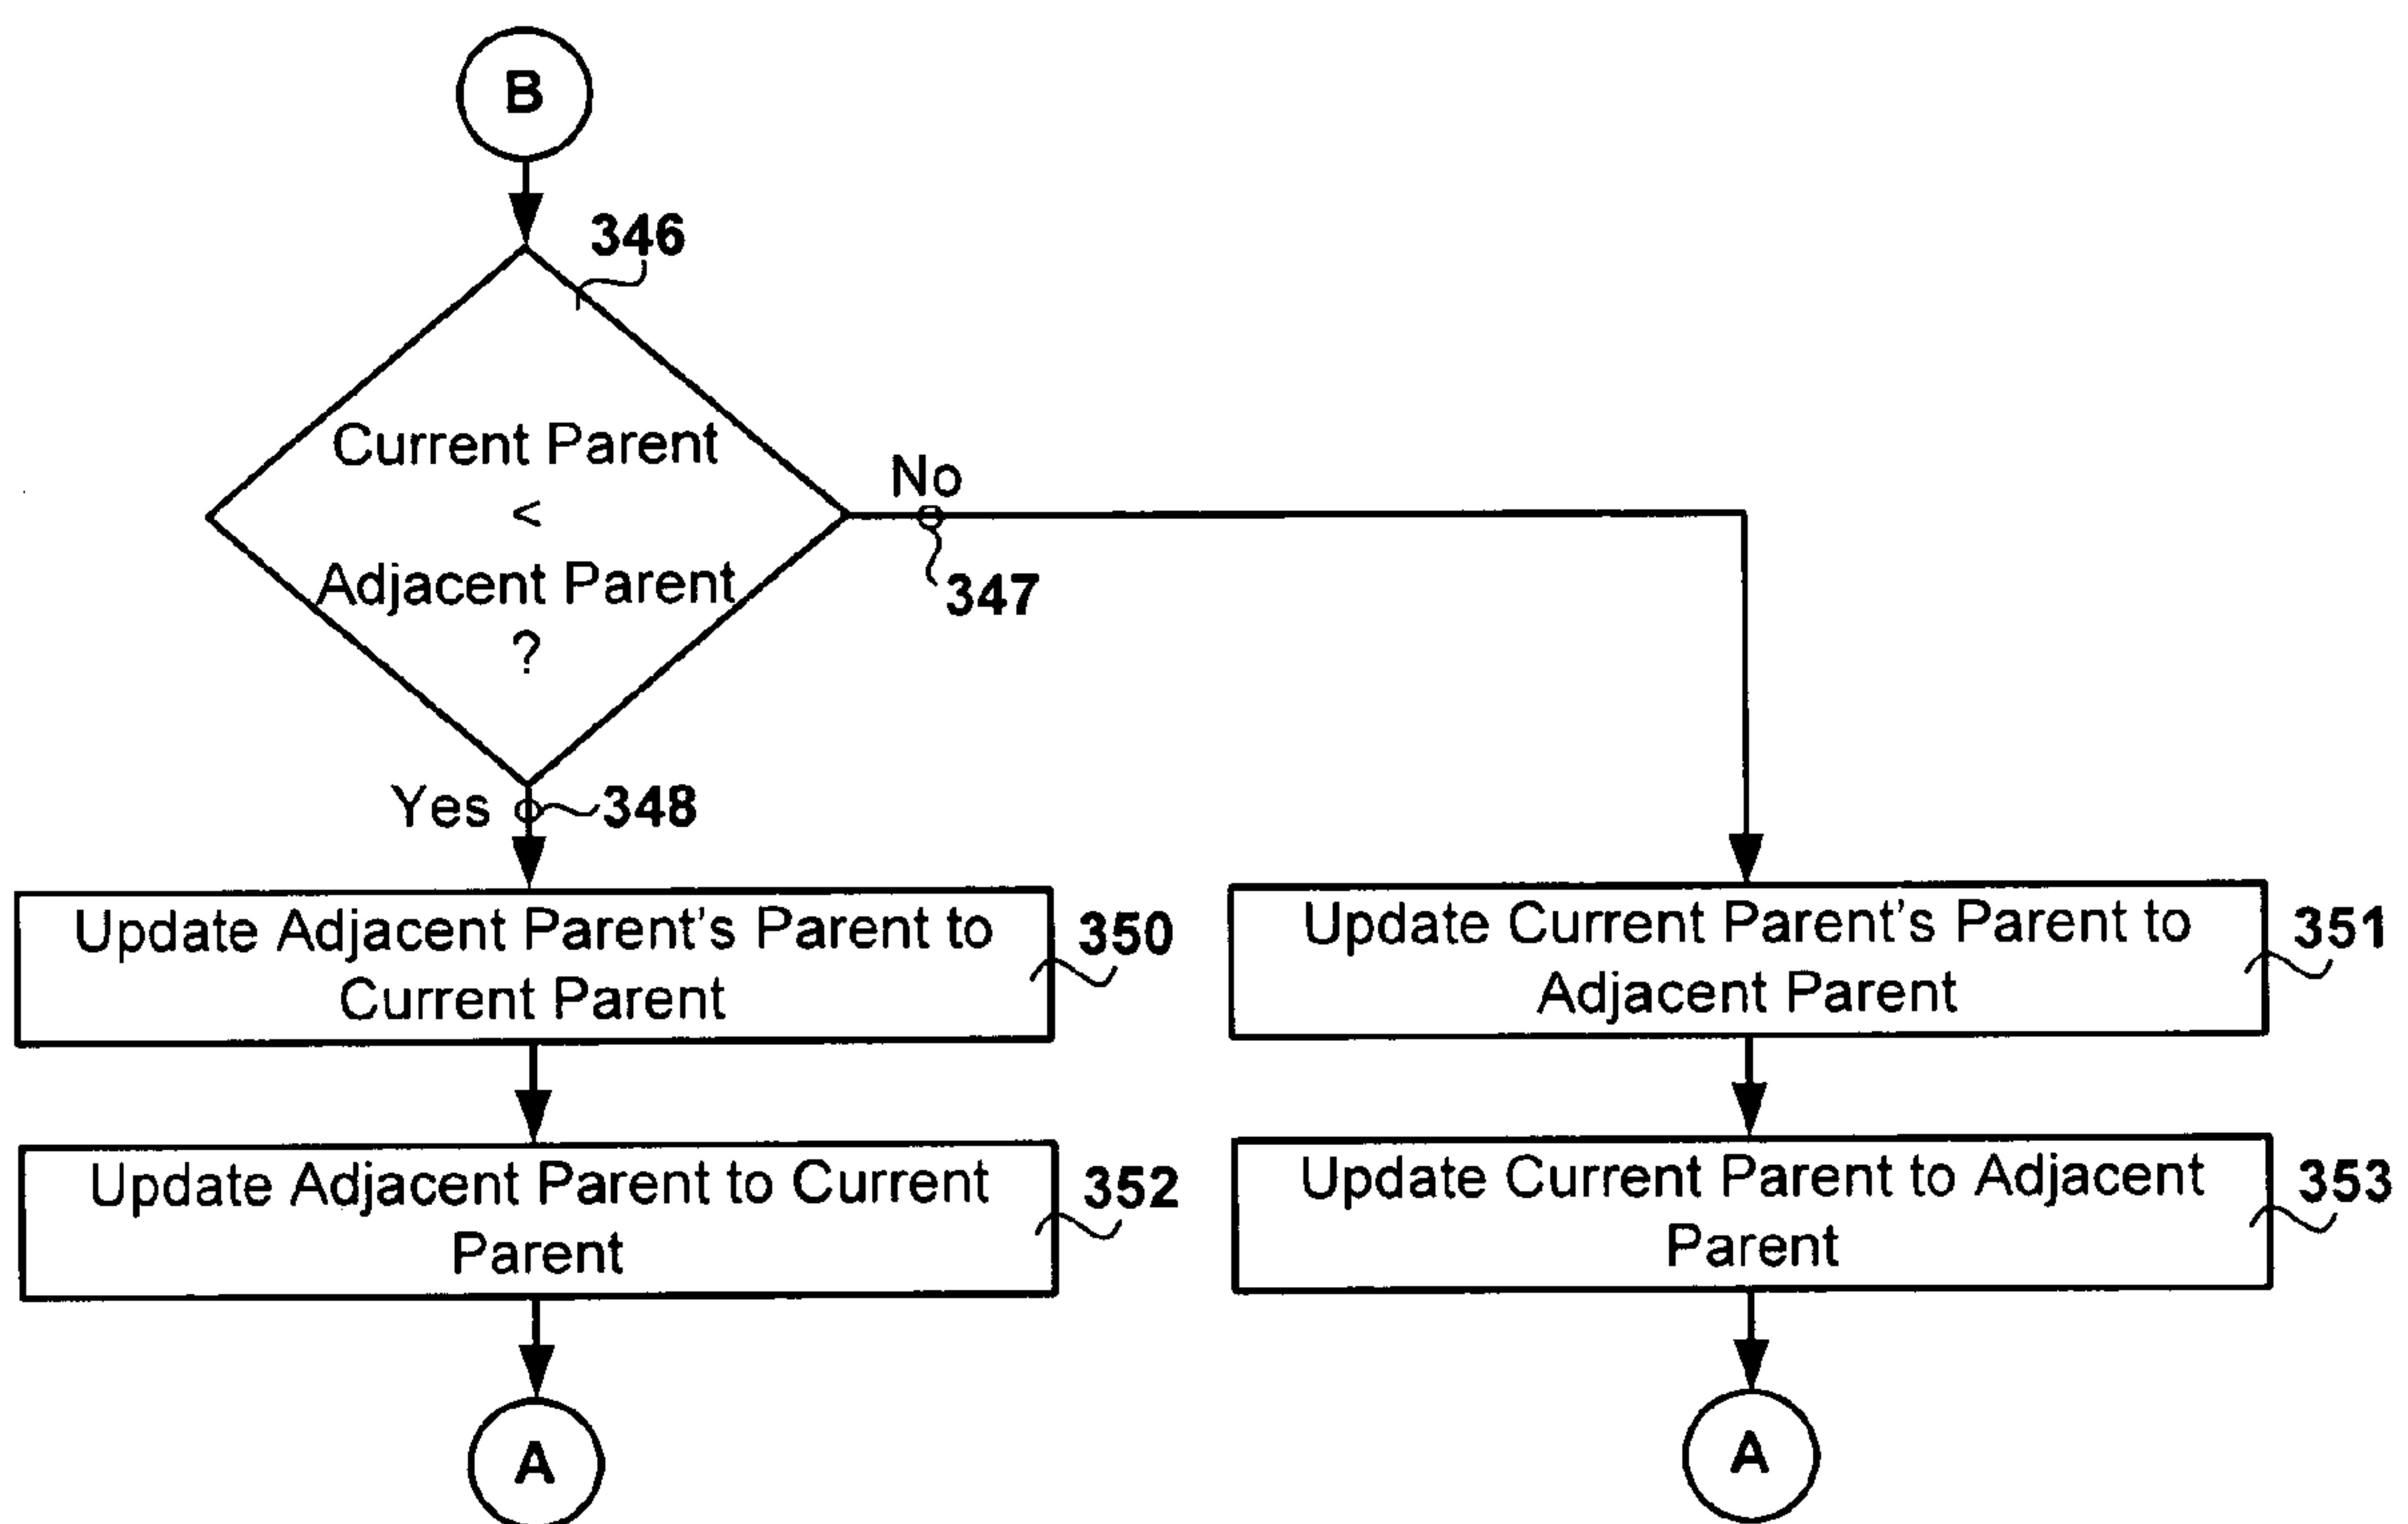 B
346
Current Parent
<
Adjacent Parent
?
No
347
Yes
348
Update Adjacent Parent's Parent to
Current Parent
350
Update Current Parent's Parent to
Adjacent Parent
351
Update Adjacent Parent to Current
Parent
352
Update Current Parent to Adjacent
Parent
353
A
A